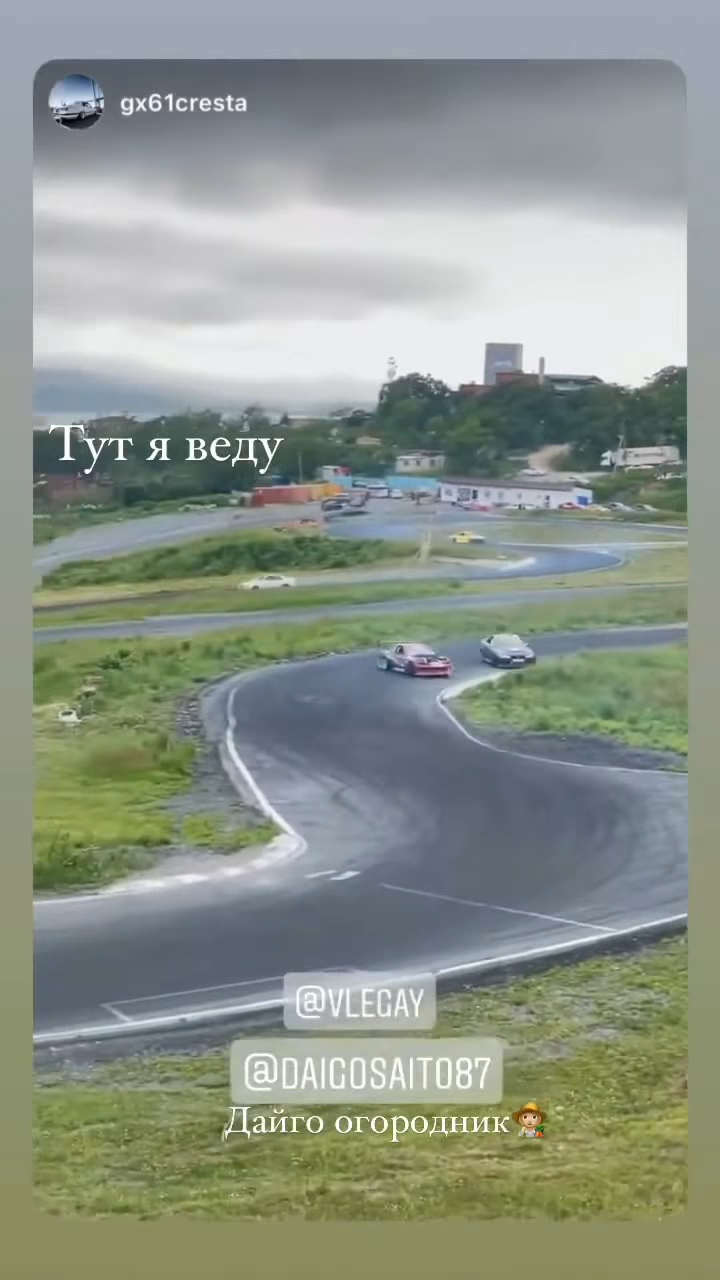 gx61cresta
Тут я веду
@VLEGAY
@DAIGOSAITO87
Дайго огородник